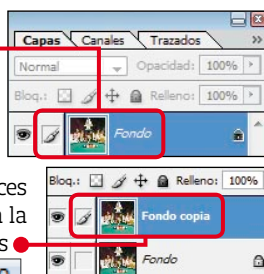 Capas Canales Trazados
Normal Opacidad: 100%
Bloq.: Relleno: 100%
Fondo
Bloq.: Relleno: 100%
ces
la
s
Fondo copia
Fondo